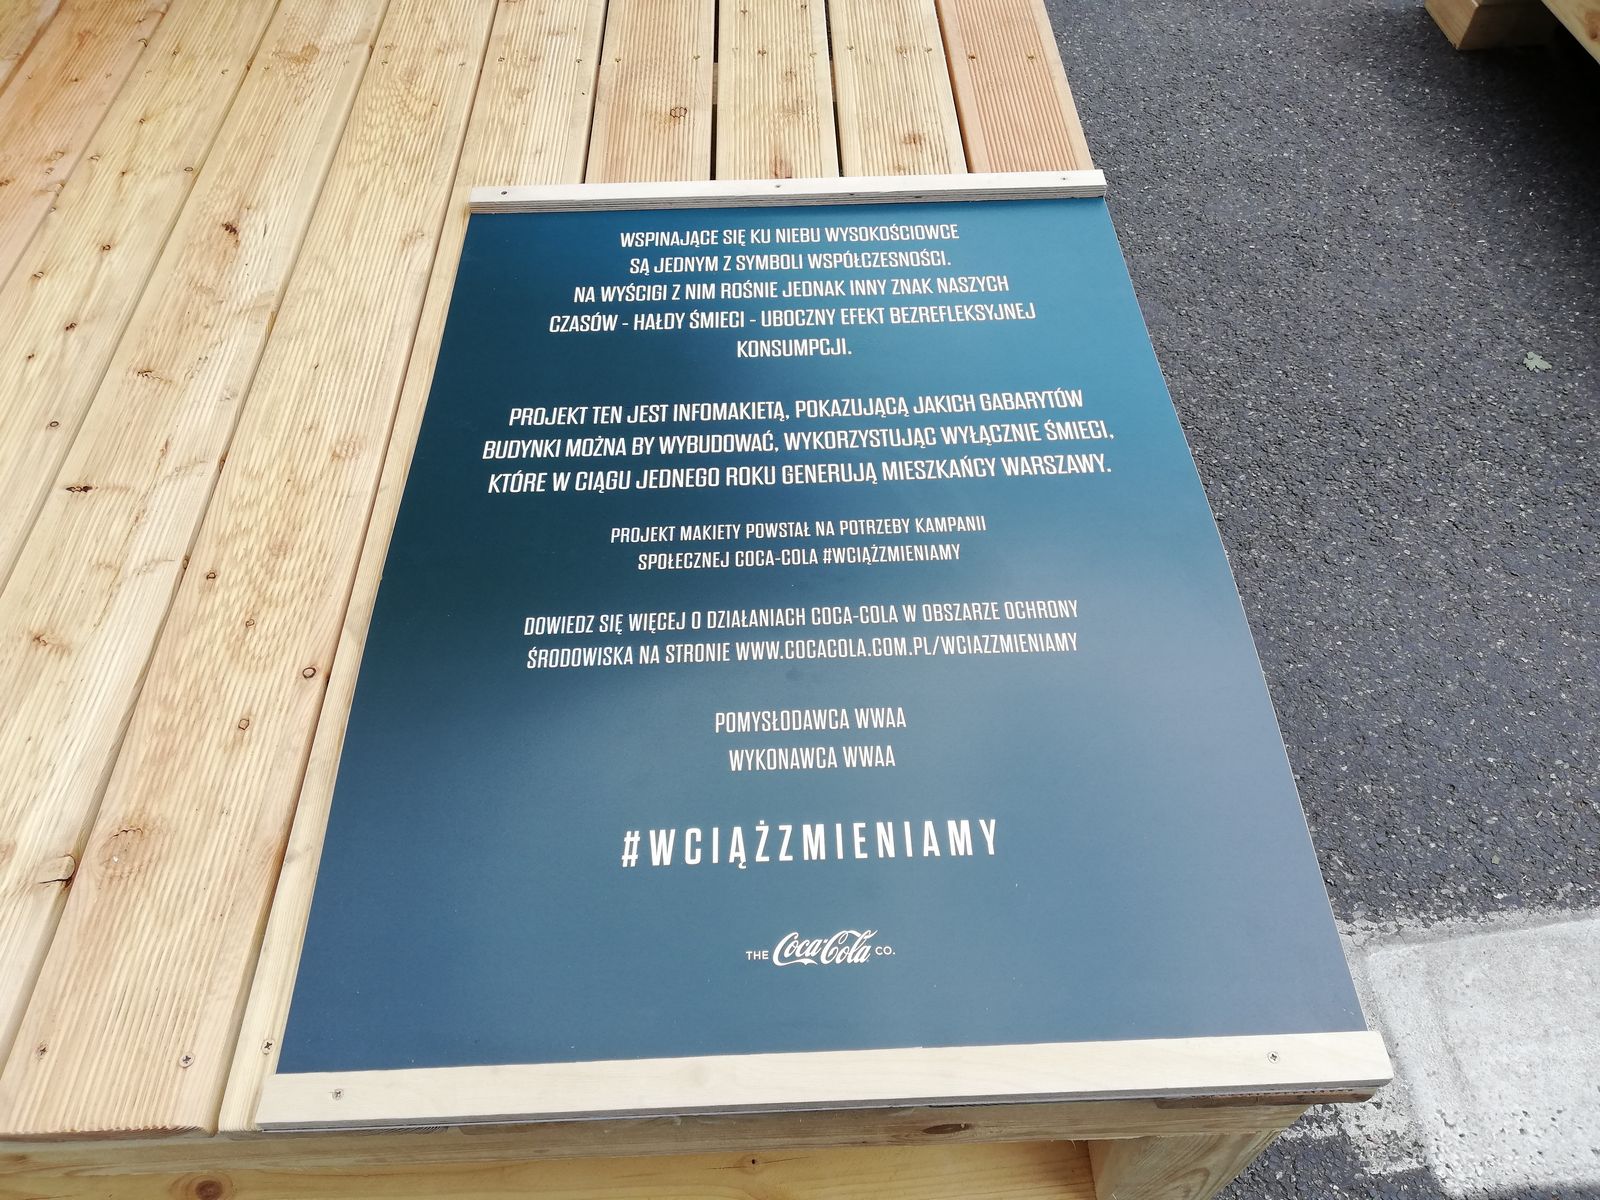 WSPINAJĄCE SIĘ KU NIEBU WYSOKOŚCIOWCE
SĄ JEDNYM Z SYMBOLI WSPÓŁCZESNOŚCI.
NA WYŚCIGI Z NIM ROŚNIE JEDNAK INNY ZNAK NASZYCH
CZASÓW - HAŁDY ŚMIECI - UBOCZNY EFEKT BEZREFLEKSYJNEJ
KONSUMPCJI.
PROJEKT TEN JEST INFOMAKIETĄ, POKAZUJĄCĄ JAKICH GABARYTÓW
BUDYNKI MOŻNA BY WYBUDOWAĆ, WYKORZYSTUJĄC WYŁĄCZNIE ŚMIECI,
KTÓRE W CIĄGU JEDNEGO ROKU GENERUJĄ MIESZKAŃCY WARSZAWY.
PROJEKT MAKIETY POWSTAŁ NA POTRZEBY KAMPANII
SPOŁECZNEJ COCA-COLA #WCIĄŻZMIENIAMY
DOWIEDZ SIĘ WIĘCEJ O DZIAŁANIACH COCA-COLA W OBSZARZE OCHRONY
ŚRODOWISKA NA STRONIE WWW.COCACOLA.COM.PL/WCIAZZMIENIAMY
POMYSŁODAWCA WWAA
WYKONAWCA WWAA
#WCIĄŻZMIENIAMY
THE Coca-Cola CO.